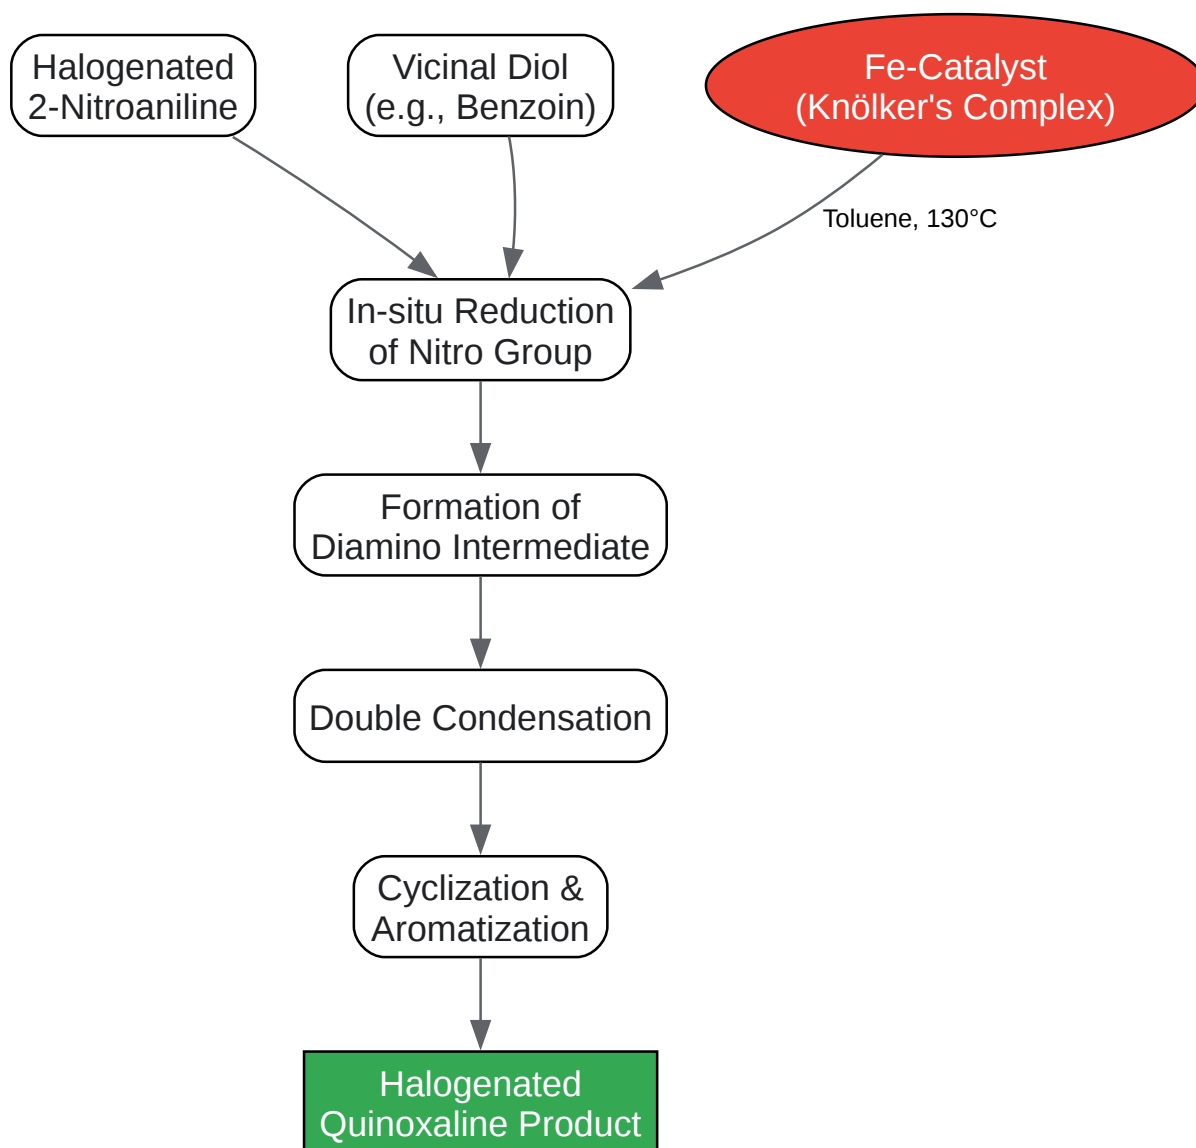 Halogenated
2-Nitroaniline
Vicinal Diol
(e.g., Benzoin)
Fe-Catalyst
(Knölker's Complex)
Toluene, 130°C
In-situ Reduction
of Nitro Group
Formation of
Diamino Intermediate
Double Condensation
Cyclization &
Aromatization
Halogenated
Quinoxaline Product